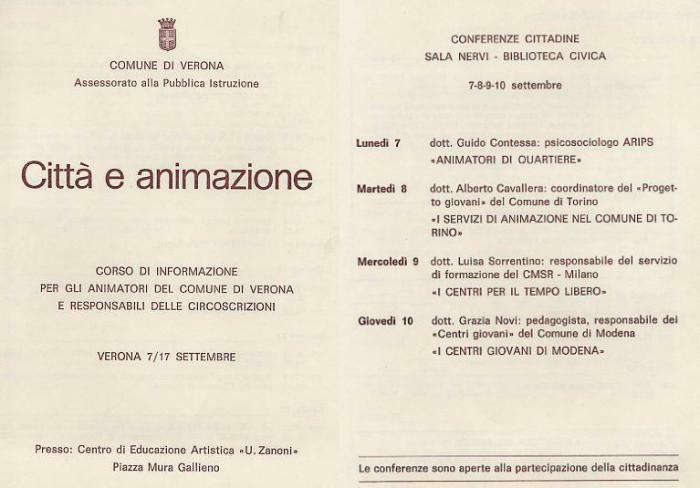 COMUNE DI VERONA
Assessorato alla Pubblica Istruzione
Città e animazione
CORSO DI INFORMAZIONE
PER GLI ANIMATORI DEL COMUNE DI VERONA
E RESPONSABILI DELLE CIRCOSCRIZIONI
VERONA 7/17 SETTEMBRE
Presso: Centro di Educazione Artistica «U. Zanoni»
Piazza Mura Gallieno
CONFERENZE CITTADINE
SALA NERVI - BIBLIOTECA CIVICA
7-8-9-10 settembre
Lunedì 7 dott. Guido Contessa: psicosociologo ARIPS
«ANIMATORI DI QUARTIERE»
Martedì 8 dott. Alberto Cavallera: coordinatore del «Proget-
to giovani» del Comune di Torino
«I SERVIZI DI ANIMAZIONE NEL COMUNE DI TO-
RINO»
Mercoledì 9 dott. Luisa Sorrentino: responsabile del servizio
di formazione del CMSR - Milano
«I CENTRI PER IL TEMPO LIBERO»
Giovedì 10 dott. Grazia Novi: pedagogista, responsabile dei
«Centri giovani» del Comune di Modena
«I CENTRI GIOVANI DI MODENA»
Le conferenze sono aperte alla partecipazione della cittadinanza